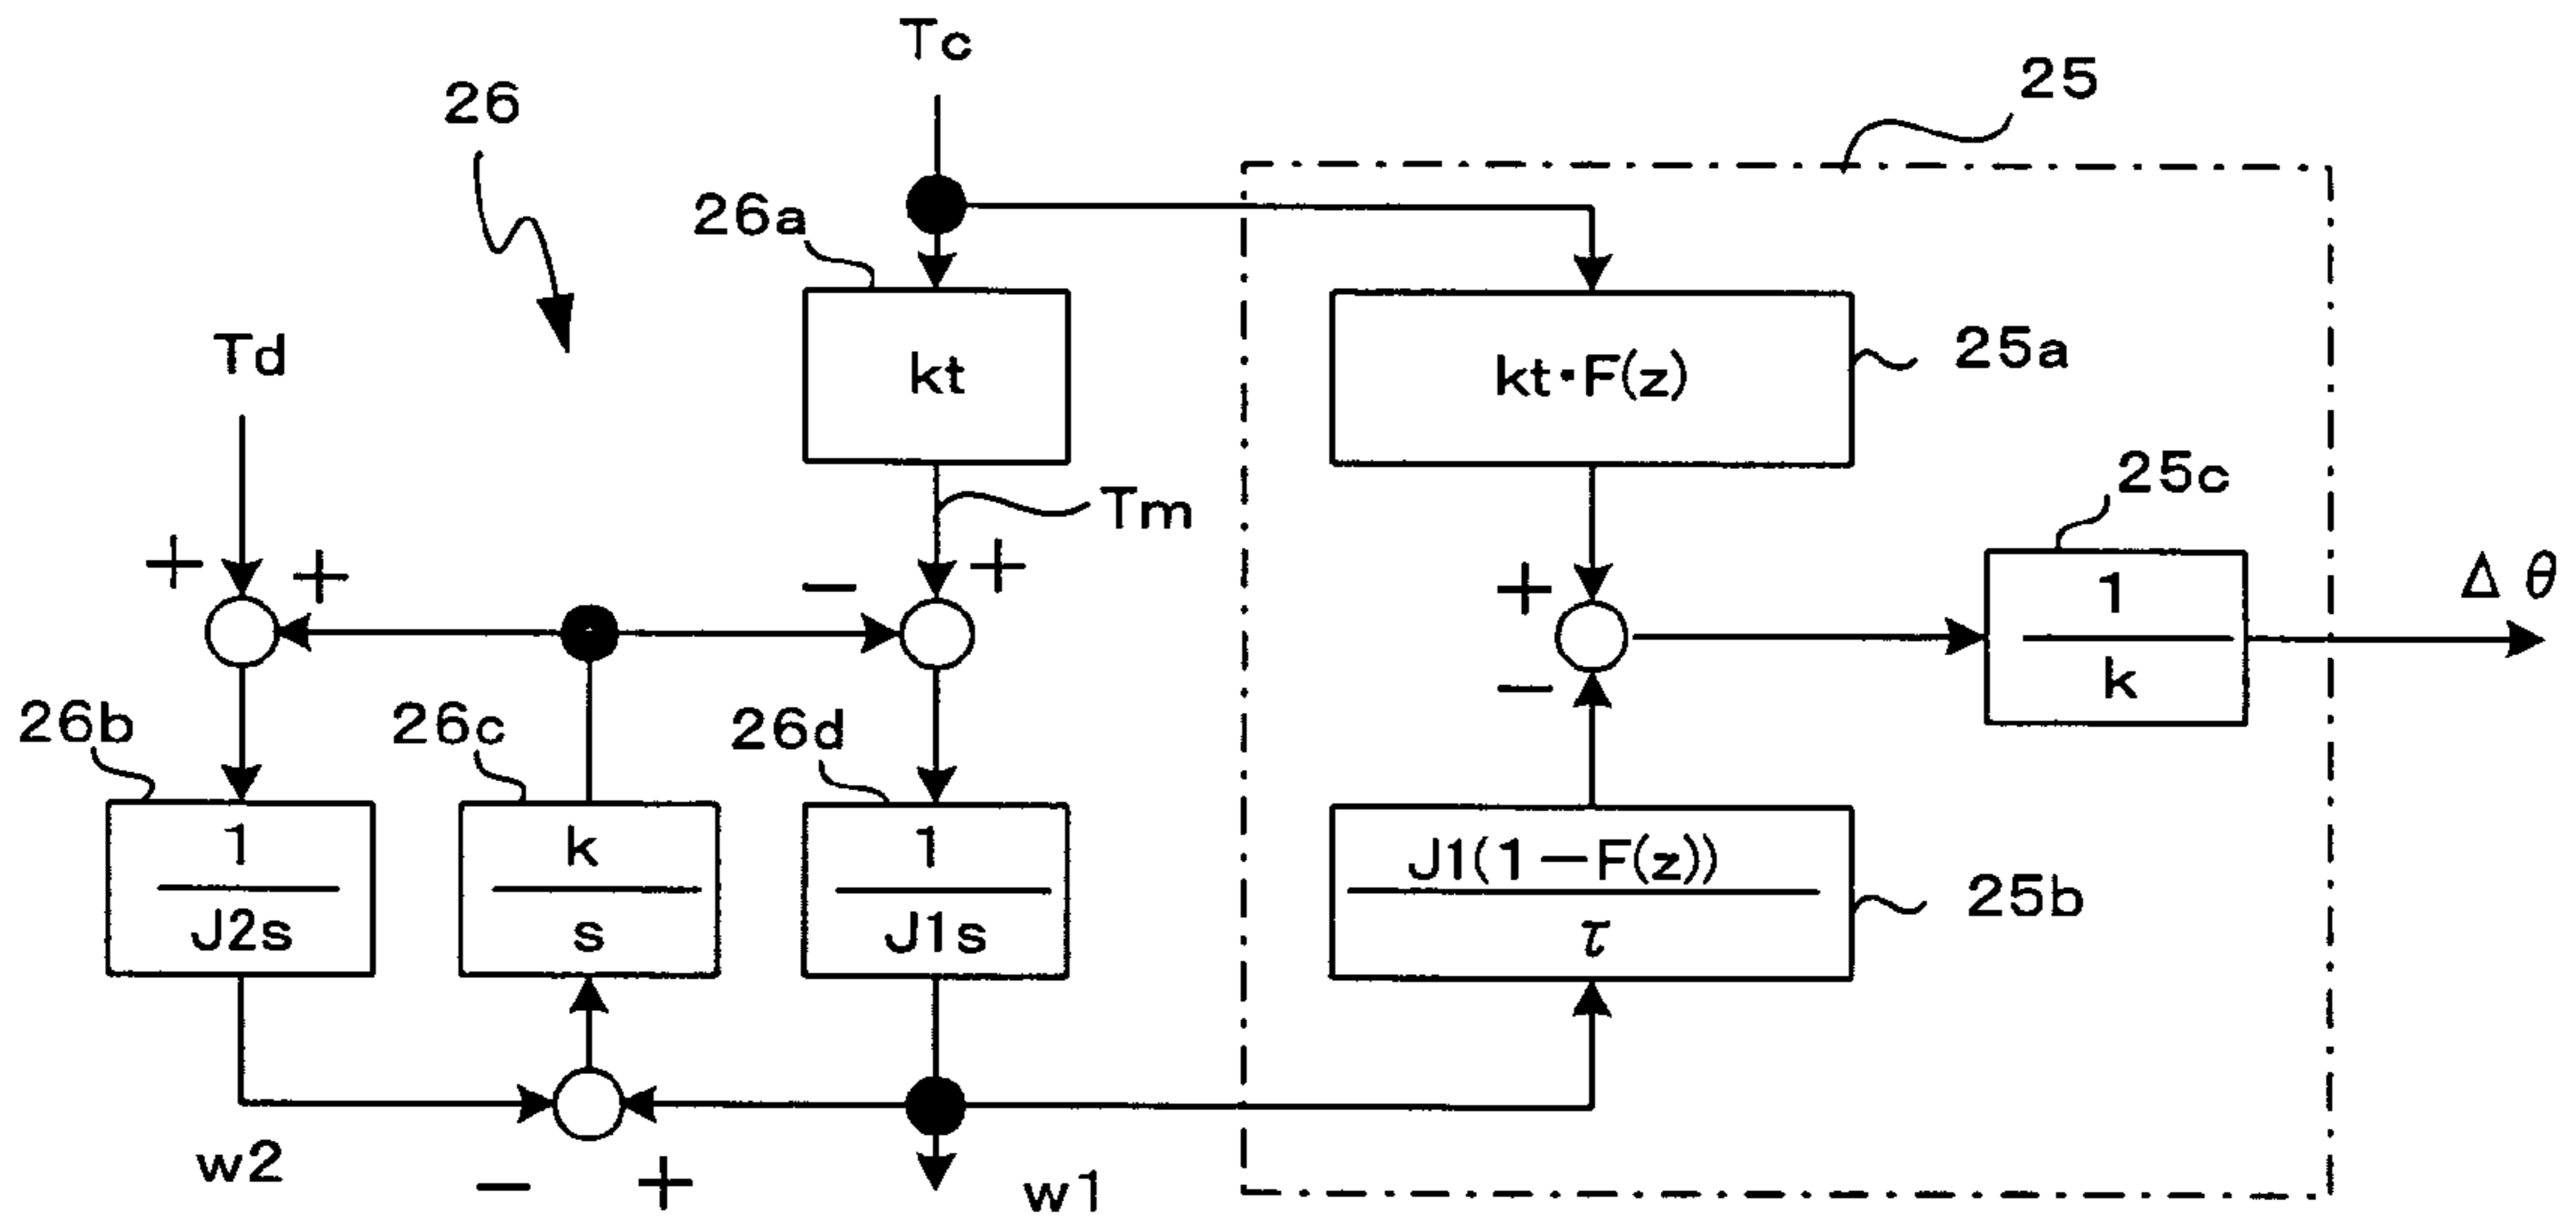 Tc
25
26
26a
kt
kt・F(z)
25a
Td
Tm
25c
+
+
−
+
+
1
k
Δθ
−
26b
26c
26d
1
J2s
k
s
1
J1s
J1(1−F(z))
τ
25b
w2
−
+
w1